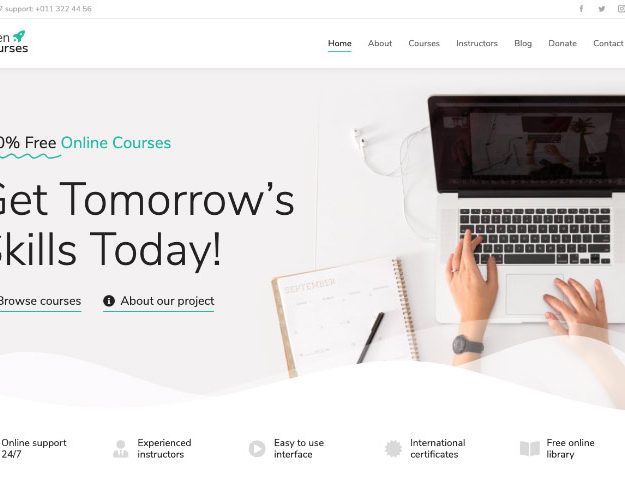 7 support: +011 322 44 56
en
urses
Home About Courses Instructors Blog Donate Contact
0% Free Online Courses
Get Tomorrow's
Skills Today!
Browse courses About our project
SEPTEMBER
Online support
24/7
Experienced
instructors
Easy to use
interface
International
certificates
Free online
library